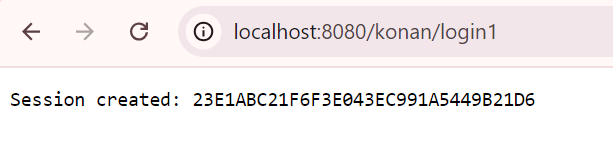 localhost:8080/konan/login1
Session created: 23E1ABC21F6F3E043EC991A5449B21D6